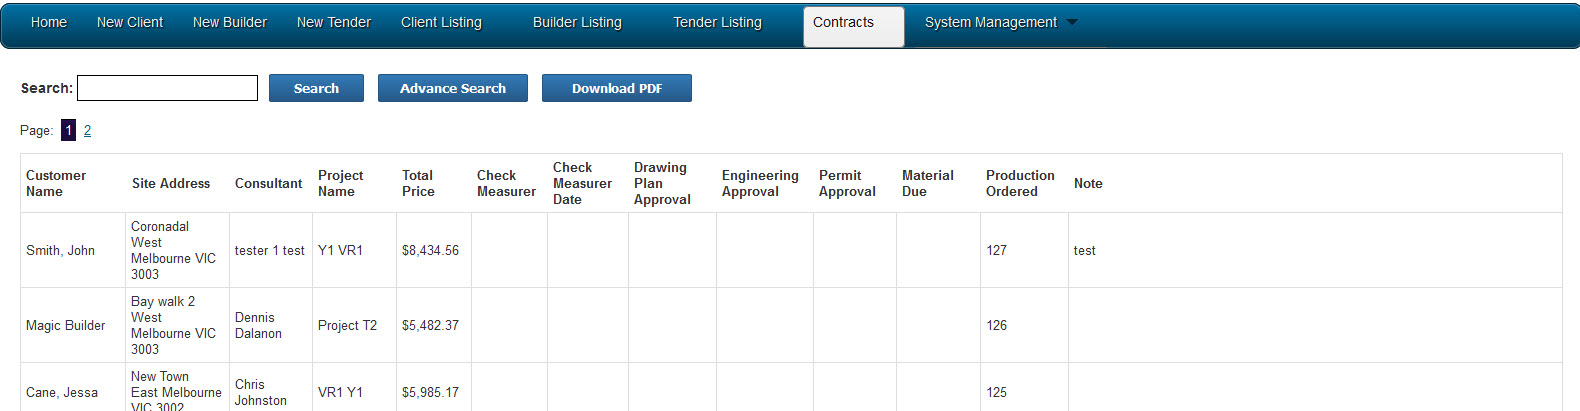 Home New Client New Builder New Tender Client Listing Builder Listing Tender Listing Contracts System Management
Search: Search Advance Search Download PDF
Page: 1 2
Customer Name Site Address Consultant Project Name Total Price Check Measurer Check Measurer Date Drawing Plan Approval Engineering Approval Permit Approval Material Due Production Ordered Note
Smith, John Coronadal West Melbourne VIC 3003 tester 1 test Y1 VR1 $8,434.56 127 test
Magic Builder Bay walk 2 West Melbourne VIC 3003 Dennis Dalanon Project T2 $5,482.37 126
Cane, Jessa New Town East Melbourne VIC 3002 Chris Johnston VR1 Y1 $5,985.17 125